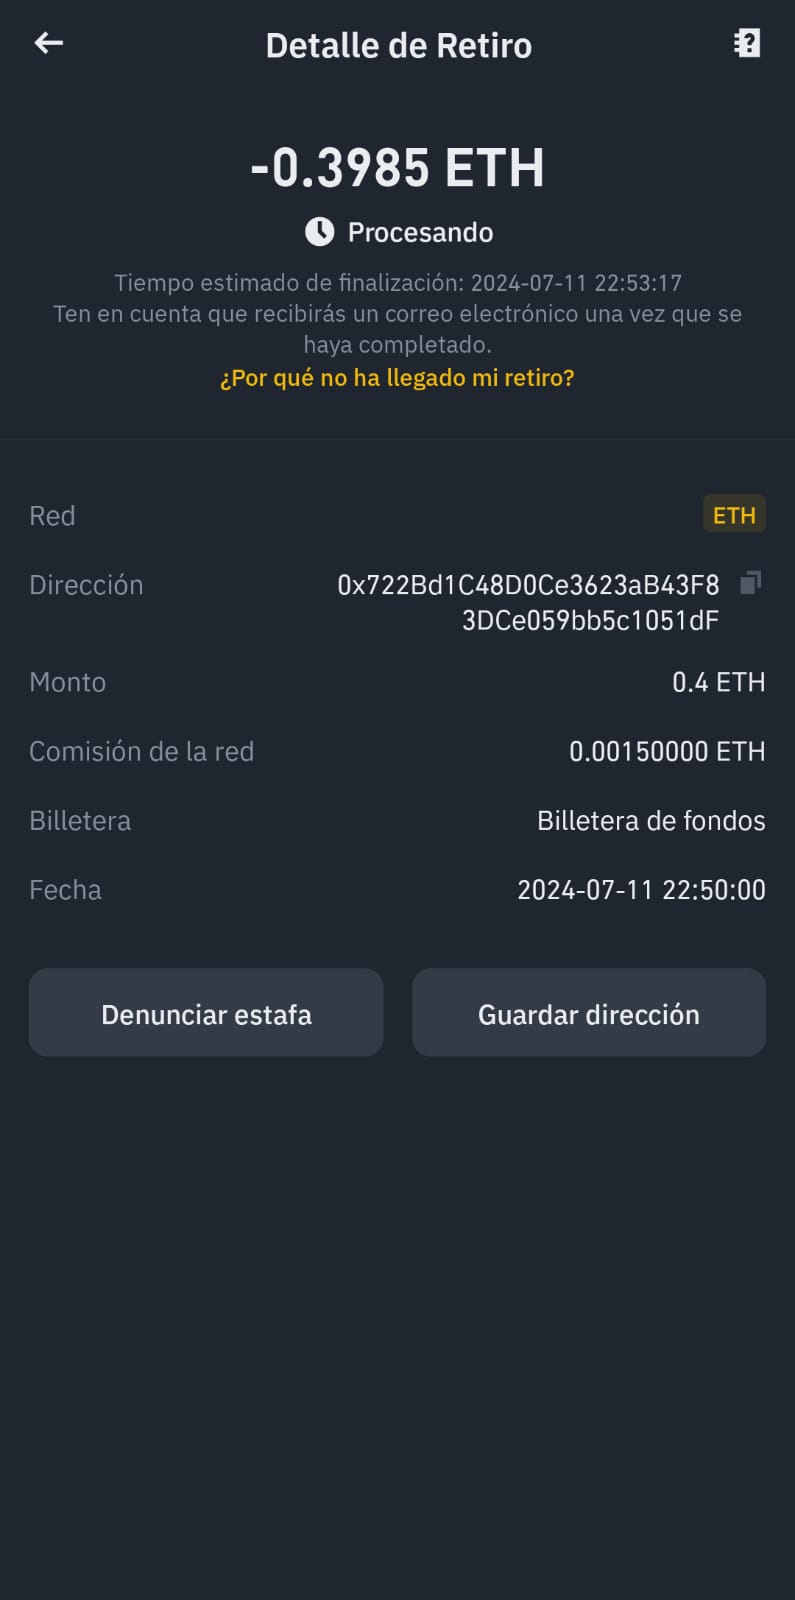 Detalle de Retiro
-0.3985 ETH
Procesando
Tiempo estimado de finalización: 2024-07-11 22:53:17
Ten en cuenta que recibirás un correo electrónico una vez que se
haya completado.
¿Por qué no ha llegado mi retiro?
Red ETH
Dirección 0x722Bd1C48D0Ce3623aB43F8
3DCe059bb5c1051dF
Monto 0.4 ETH
Comisión de la red 0.00150000 ETH
Billetera Billetera de fondos
Fecha 2024-07-11 22:50:00
Denunciar estafa Guardar dirección